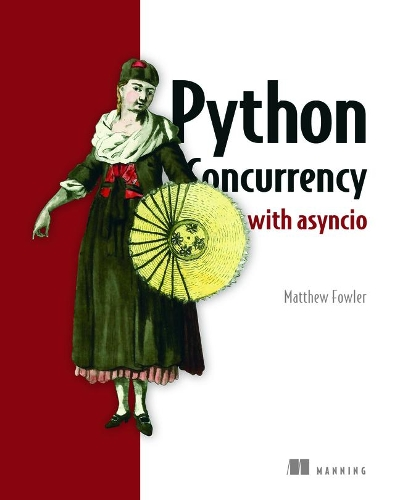 Python
Concurrency
with asyncio
Matthew Fowler
MANNING